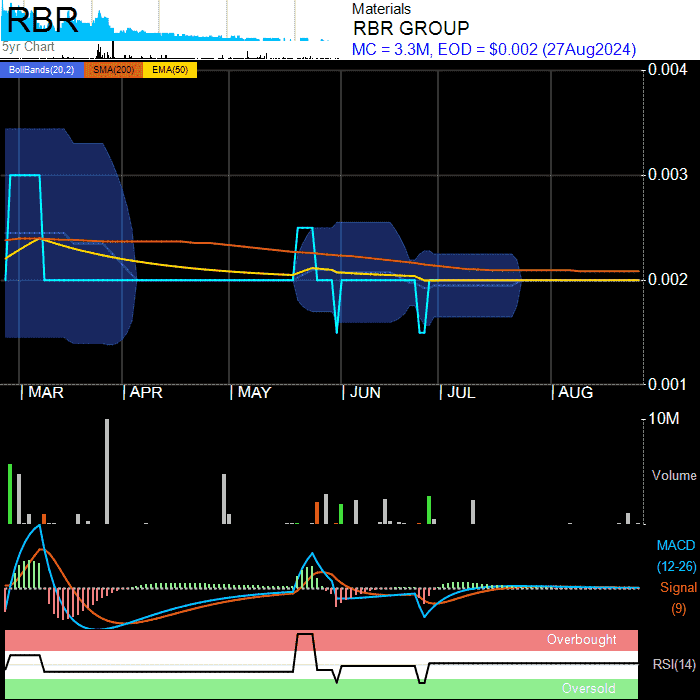 RBR
5yr Chart
Materials
RBR GROUP
MC = 3.3M, EOD = $0.002 (27Aug2024)
BollBands(20,2) SMA(200) EMA(50)
0.004
0.003
0.002
0.001
MAR APR MAY JUN JUL AUG
10M
Volume
MACD
(12-26)
Signal
(9)
Overbought
RSI(14)
Oversold